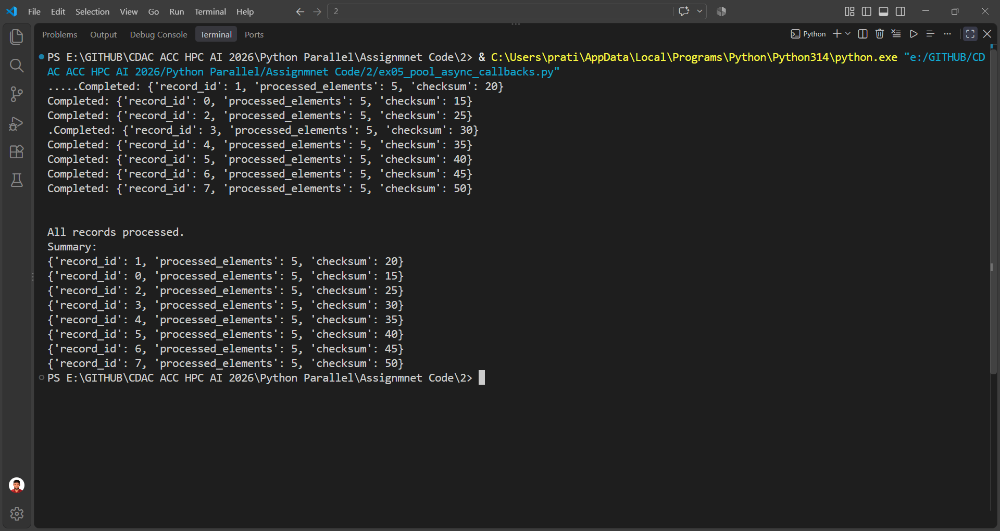 File Edit Selection View Go Run Terminal Help
2
Problems Output Debug Console Terminal Ports
Python
PS E:\GITHUB\CDAC ACC HPC AI 2026\Python Parallel\Assignmnet Code\2> & C:\Users\prati\AppData\Local\Programs\Python\Python314\python.exe "e:/GITHUB/CD
AC ACC HPC AI 2026/Python Parallel/Assignmnet Code/2/ex05_pool_async_callbacks.py"
.....Completed: {'record_id': 1, 'processed_elements': 5, 'checksum': 20}
Completed: {'record_id': 0, 'processed_elements': 5, 'checksum': 15}
Completed: {'record_id': 2, 'processed_elements': 5, 'checksum': 25}
.Completed: {'record_id': 3, 'processed_elements': 5, 'checksum': 30}
Completed: {'record_id': 4, 'processed_elements': 5, 'checksum': 35}
Completed: {'record_id': 5, 'processed_elements': 5, 'checksum': 40}
Completed: {'record_id': 6, 'processed_elements': 5, 'checksum': 45}
Completed: {'record_id': 7, 'processed_elements': 5, 'checksum': 50}
All records processed.
Summary:
{'record_id': 1, 'processed_elements': 5, 'checksum': 20}
{'record_id': 0, 'processed_elements': 5, 'checksum': 15}
{'record_id': 2, 'processed_elements': 5, 'checksum': 25}
{'record_id': 3, 'processed_elements': 5, 'checksum': 30}
{'record_id': 4, 'processed_elements': 5, 'checksum': 35}
{'record_id': 5, 'processed_elements': 5, 'checksum': 40}
{'record_id': 6, 'processed_elements': 5, 'checksum': 45}
{'record_id': 7, 'processed_elements': 5, 'checksum': 50}
PS E:\GITHUB\CDAC ACC HPC AI 2026\Python Parallel\Assignmnet Code\2>